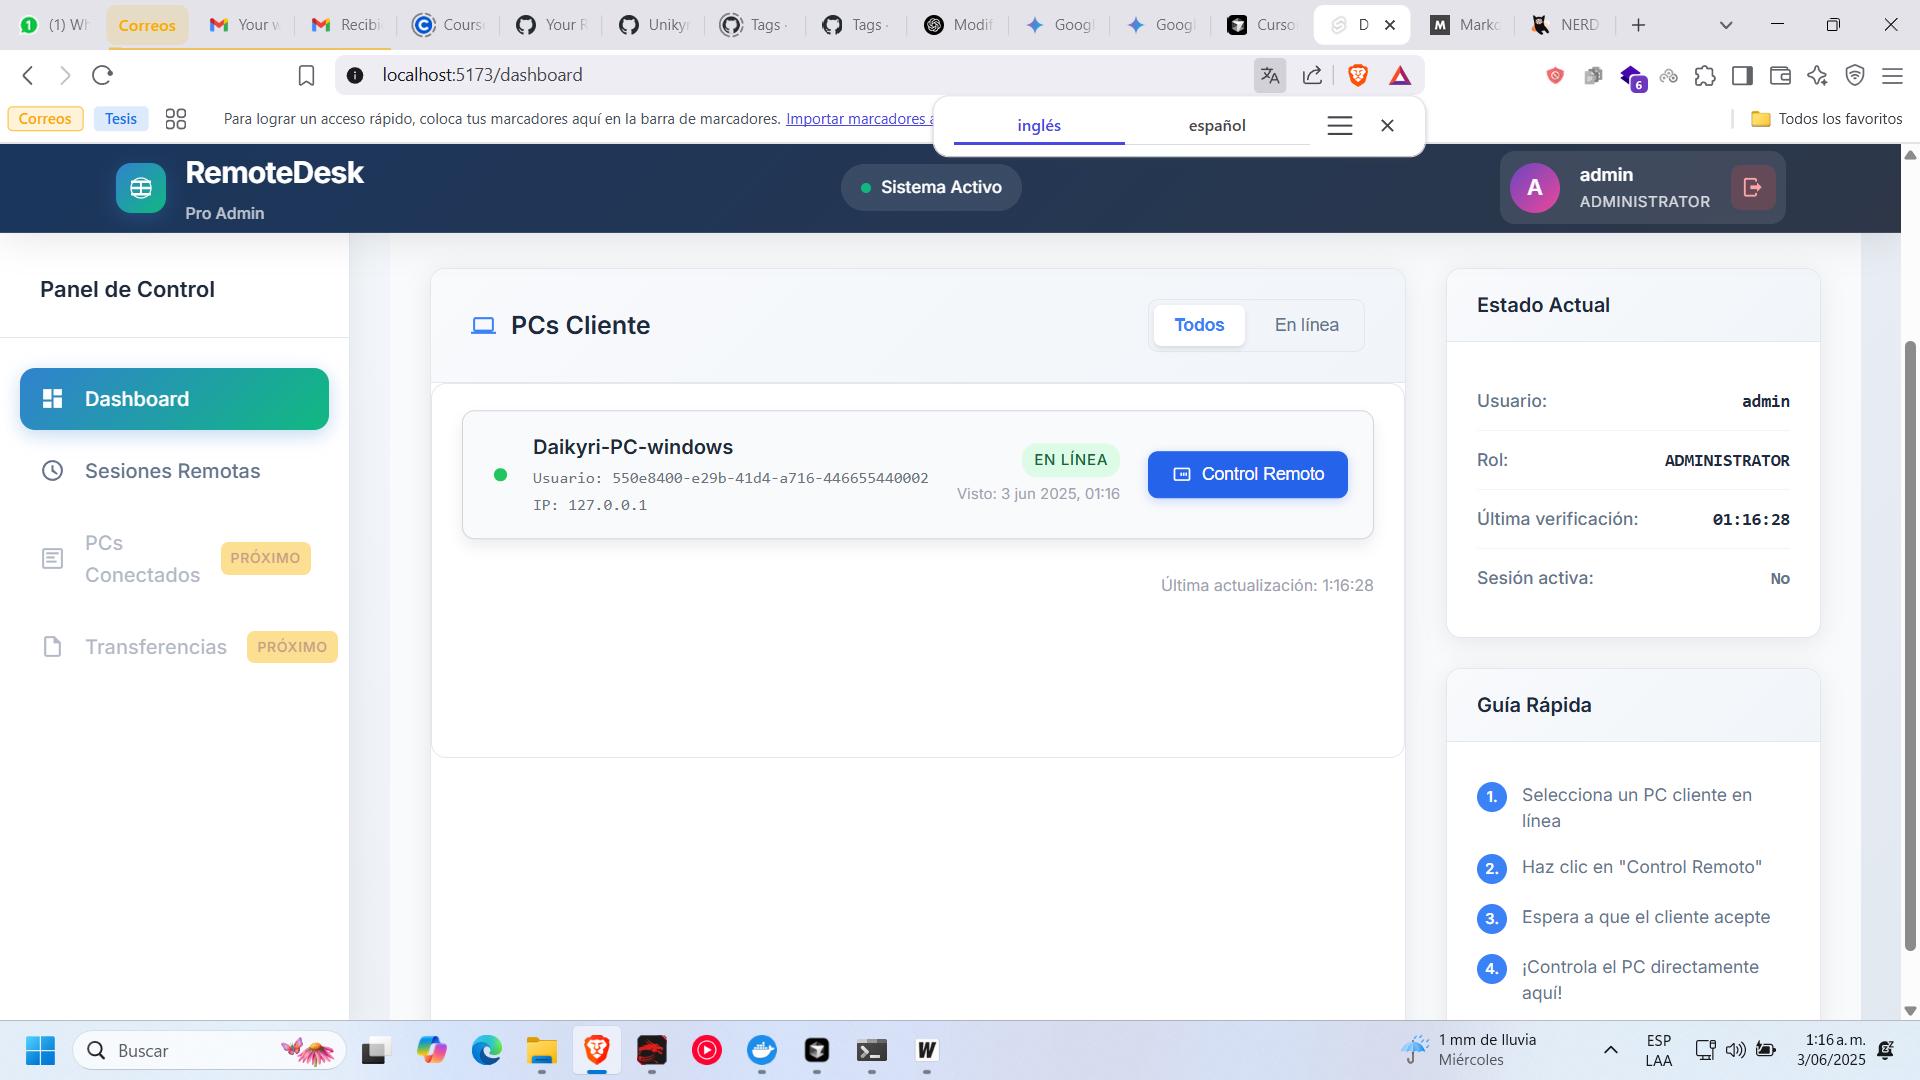 (1) Wh
Correos
Your w
Recibi
Course
Your R
Unikyr
Tags ·
Tags ·
Modif
Googl
Googl
Cursor
D
Marko
NERD
localhost:5173/dashboard
6
Correos
Tesis
Para lograr un acceso rápido, coloca tus marcadores aquí en la barra de marcadores. Importar marcadores a
Todos los favoritos
inglés
español
RemoteDesk
Pro Admin
Sistema Activo
A
admin
ADMINISTRATOR
Panel de Control
Dashboard
Sesiones Remotas
PCs
Conectados
PRÓXIMO
Transferencias
PRÓXIMO
PCs Cliente
Todos
En línea
Daikyri-PC-windows
Usuario: 550e8400-e29b-41d4-a716-446655440002
IP: 127.0.0.1
EN LÍNEA
Visto: 3 jun 2025, 01:16
Control Remoto
Última actualización: 1:16:28
Estado Actual
Usuario: admin
Rol: ADMINISTRATOR
Última verificación: 01:16:28
Sesión activa: No
Guía Rápida
1. Selecciona un PC cliente en
línea
2. Haz clic en "Control Remoto"
3. Espera a que el cliente acepte
4. ¡Controla el PC directamente
aquí!
Buscar
1 mm de lluvia
Miércoles
ESP
LAA
1:16 a. m.
3/06/2025